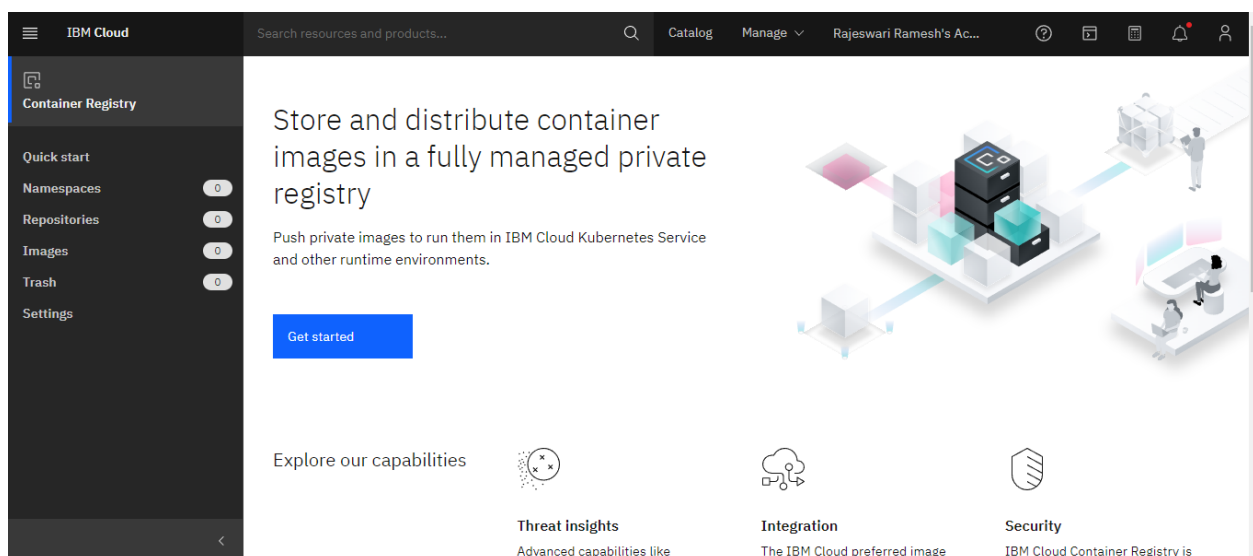 IBM Cloud
Search resources and products...
Catalog
Manage
Rajeswari Ramesh's Ac...
Container Registry
Quick start
Namespaces 0
Repositories 0
Images 0
Trash 0
Settings
Store and distribute container
images in a fully managed private
registry
Push private images to run them in IBM Cloud Kubernetes Service
and other runtime environments.
Get started
Explore our capabilities
Threat insights
Advanced capabilities like
Integration
The IBM Cloud preferred image
Security
IBM Cloud Container Registry is